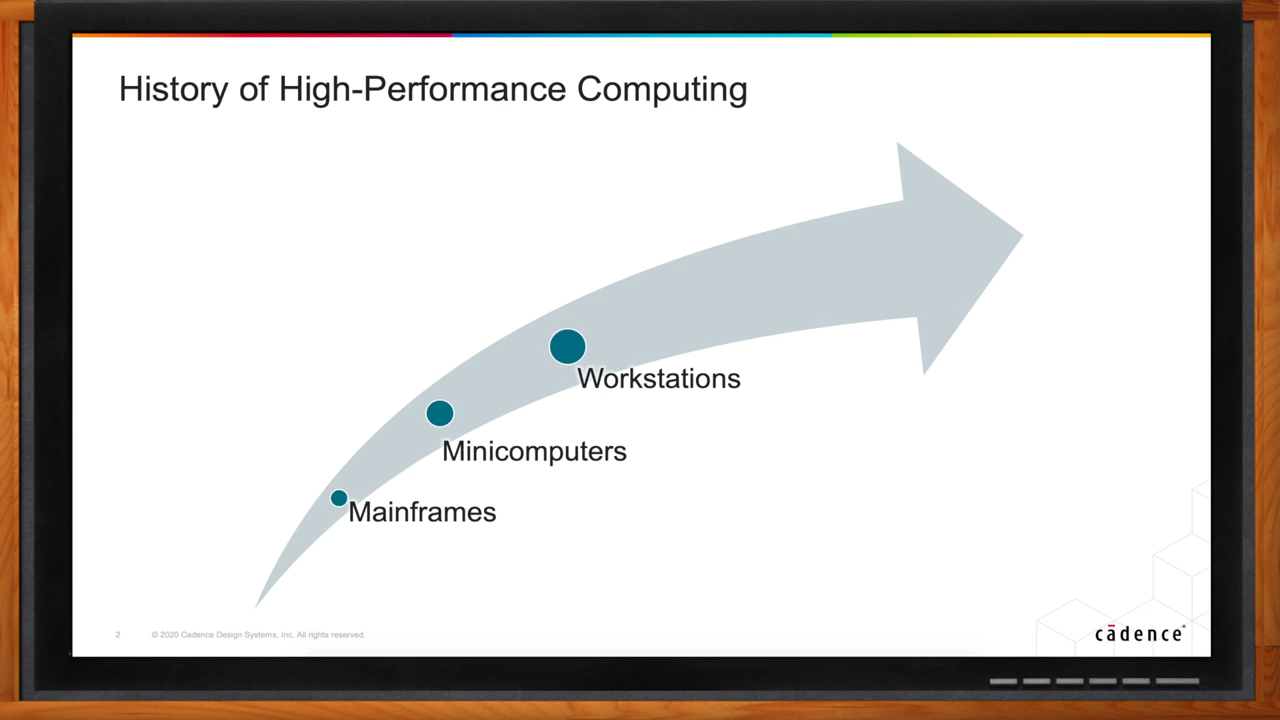 History of High-Performance Computing
Workstations
Minicomputers
Mainframes
2 © 2020 Cadence Design Systems, Inc. All rights reserved.
cādence®